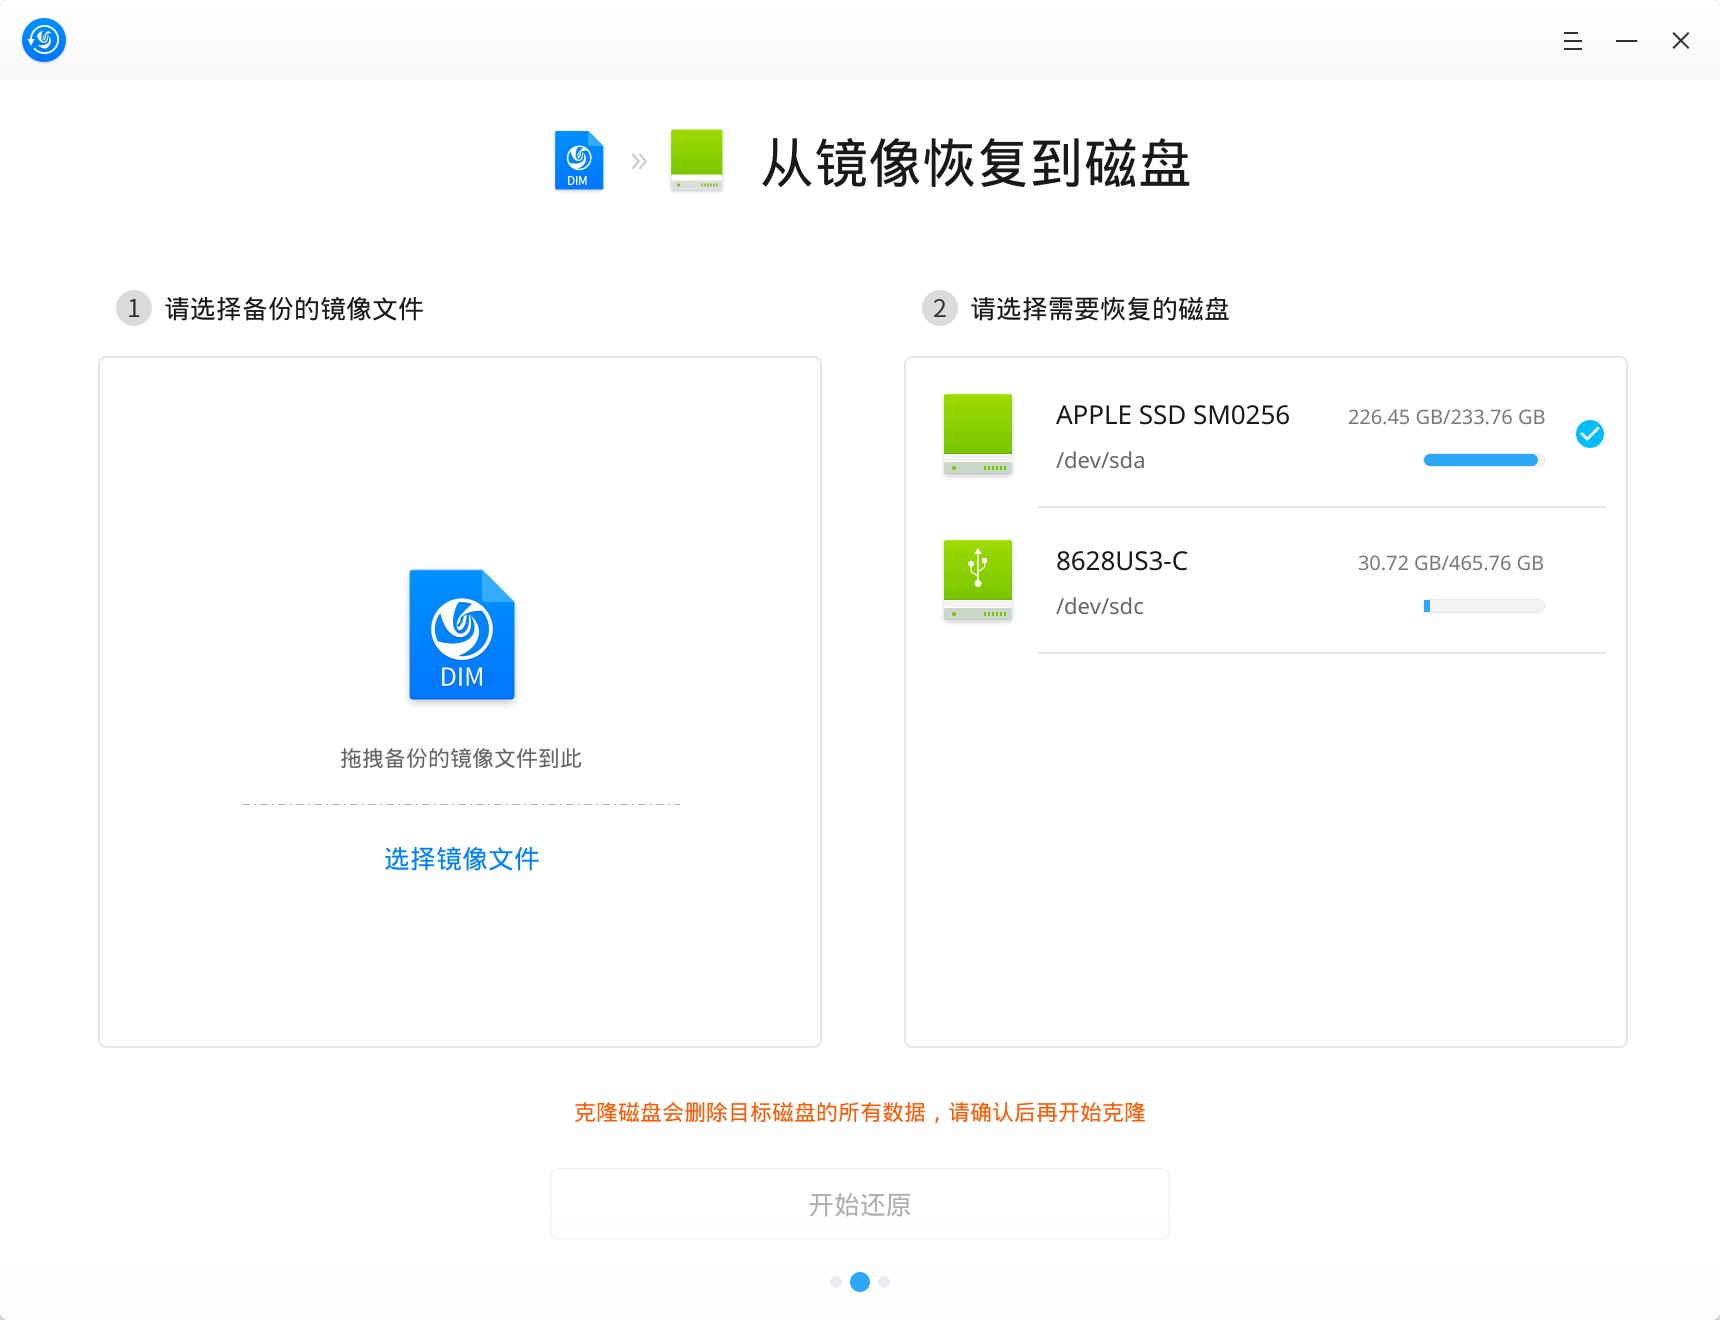 DIM
从镜像恢复到磁盘
1 请选择备份的镜像文件
DIM
拖拽备份的镜像文件到此
选择镜像文件
2 请选择需要恢复的磁盘
APPLE SSD SM0256 226.45 GB/233.76 GB
/dev/sda
8628US3-C 30.72 GB/465.76 GB
/dev/sdc
克隆磁盘会删除目标磁盘的所有数据，请确认后再开始克隆
开始还原